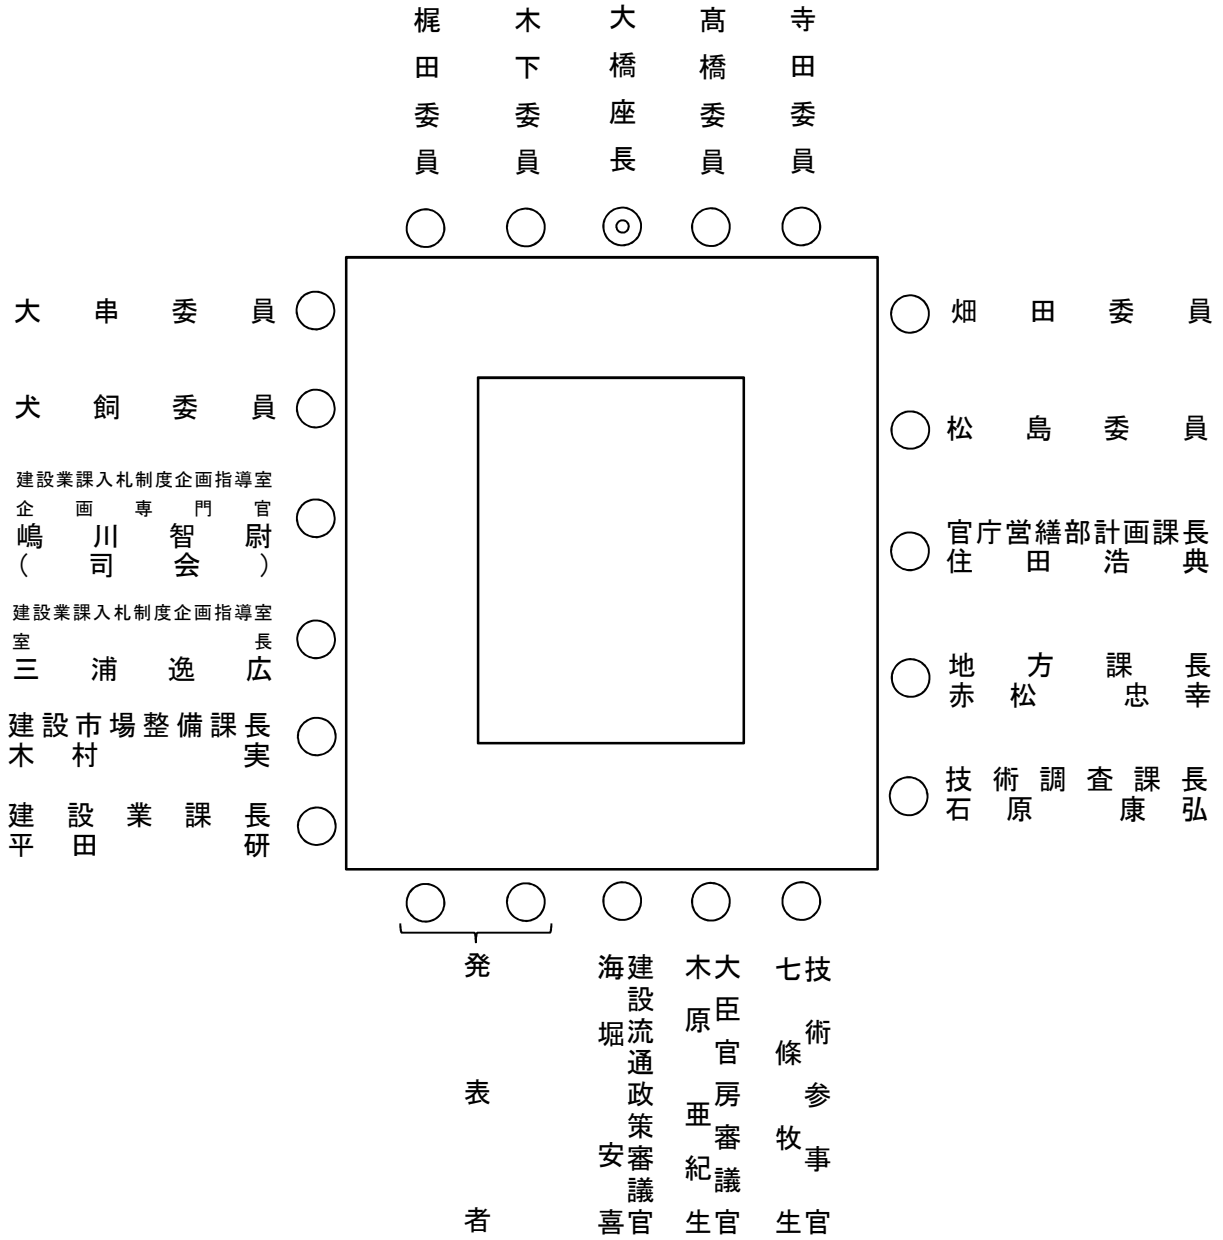 梶田委員
木下委員
大橋座長
髙橋委員
寺田委員
大串委員
犬飼委員
建設業課入札制度企画指導室
企画専門官
嶋川智尉
(司会)
建設業課入札制度企画指導室
室長
三浦逸広
建設市場整備課長
木村実
建設業課長
平田研
畑田委員
松島委員
官庁営繕部計画課長
住田浩典
地方課長
赤松忠幸
技術調査課長
石原康弘
発表者
建設流通政策審議官
海堀安喜
大臣官房審議官
木原亜紀生
技術参事官
七條牧生